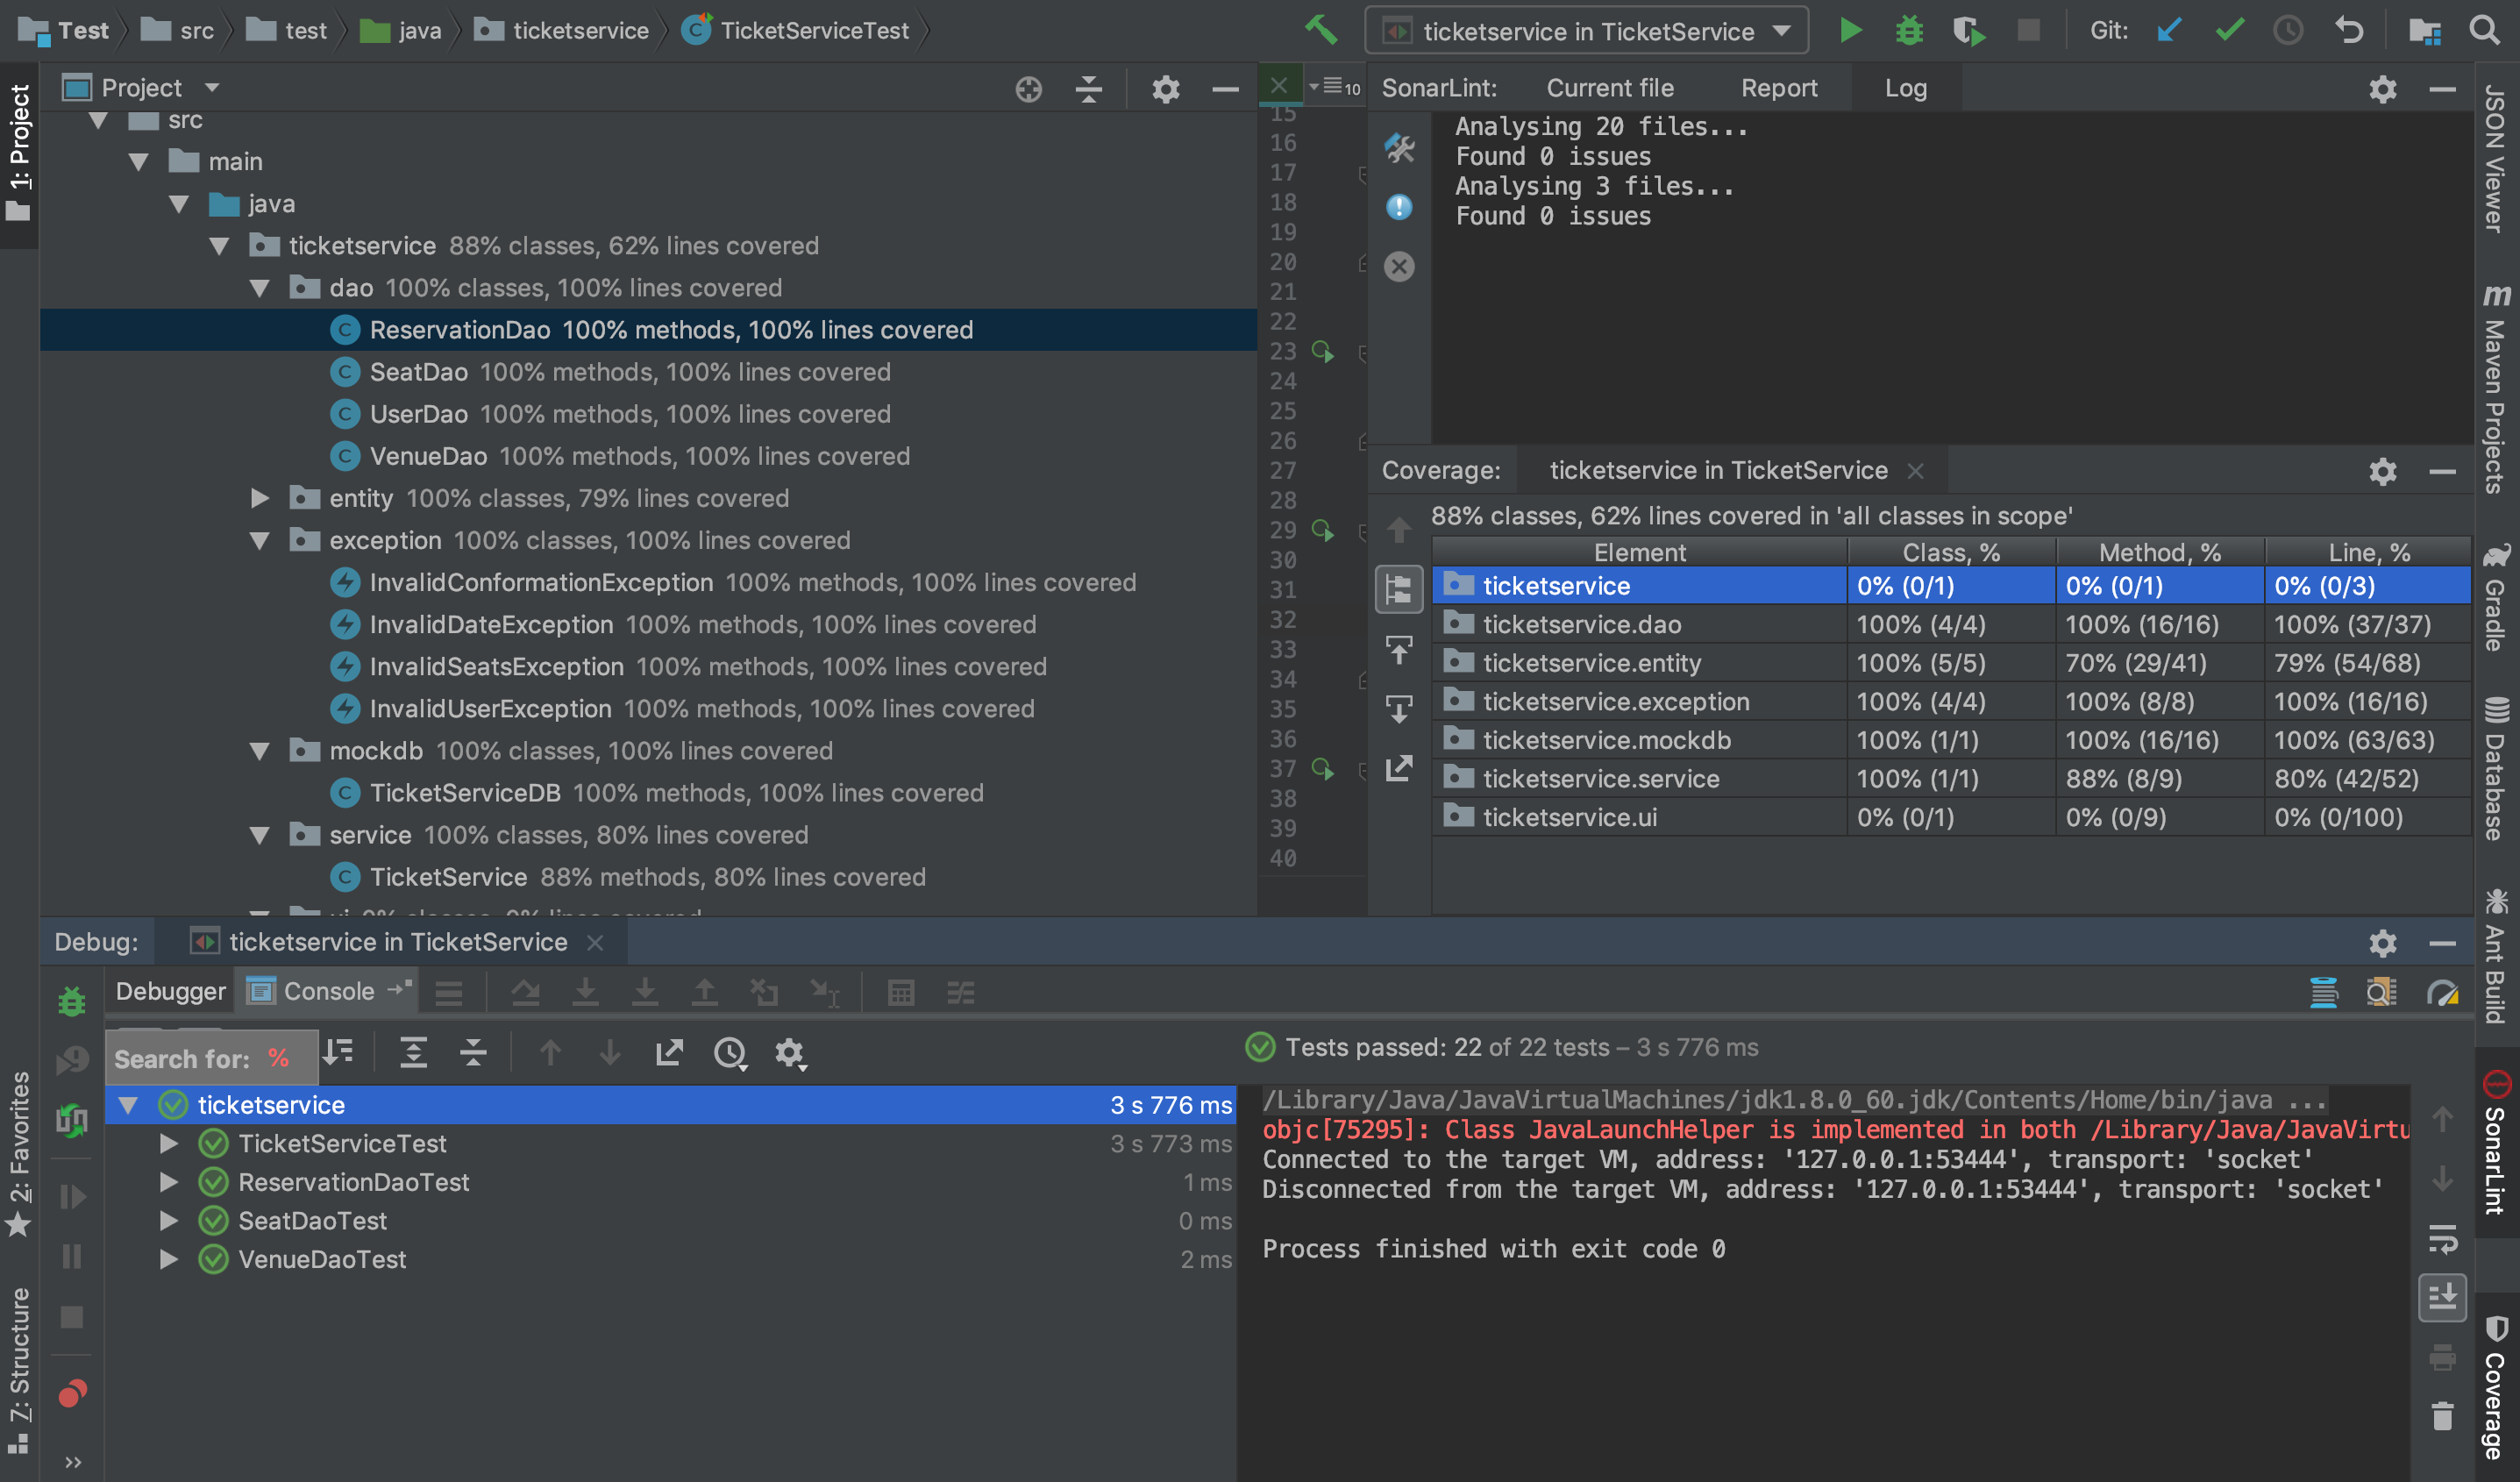 Test src test java ticketservice TicketServiceTest
ticketservice in TicketService
Git:
1: Project
2: Favorites
7: Structure
Project
src
main
java
ticketservice 88% classes, 62% lines covered
dao 100% classes, 100% lines covered
ReservationDao 100% methods, 100% lines covered
SeatDao 100% methods, 100% lines covered
UserDao 100% methods, 100% lines covered
VenueDao 100% methods, 100% lines covered
entity 100% classes, 79% lines covered
exception 100% classes, 100% lines covered
InvalidConformationException 100% methods, 100% lines covered
InvalidDateException 100% methods, 100% lines covered
InvalidSeatsException 100% methods, 100% lines covered
InvalidUserException 100% methods, 100% lines covered
mockdb 100% classes, 100% lines covered
TicketServiceDB 100% methods, 100% lines covered
service 100% classes, 80% lines covered
TicketService 88% methods, 80% lines covered
ui 0% classes, 0% lines covered
10
15
16
17
18
19
20
21
22
23
24
25
26
27
28
29
30
31
32
33
34
35
36
37
38
39
40
SonarLint: Current file Report Log
Analysing 20 files...
Found 0 issues
Analysing 3 files...
Found 0 issues
Coverage: ticketservice in TicketService
88% classes, 62% lines covered in 'all classes in scope'
Element Class, % Method, % Line, %
ticketservice 0% (0/1) 0% (0/1) 0% (0/3)
ticketservice.dao 100% (4/4) 100% (16/16) 100% (37/37)
ticketservice.entity 100% (5/5) 70% (29/41) 79% (54/68)
ticketservice.exception 100% (4/4) 100% (8/8) 100% (16/16)
ticketservice.mockdb 100% (1/1) 100% (16/16) 100% (63/63)
ticketservice.service 100% (1/1) 88% (8/9) 80% (42/52)
ticketservice.ui 0% (0/1) 0% (0/9) 0% (0/100)
JSON Viewer
m Maven Projects
Gradle
Database
Ant Build
SonarLint
Coverage
Debug: ticketservice in TicketService
Debugger Console
Search for: %
ticketservice 3 s 776 ms
TicketServiceTest 3 s 773 ms
ReservationDaoTest 1 ms
SeatDaoTest 0 ms
VenueDaoTest 2 ms
Tests passed: 22 of 22 tests – 3 s 776 ms
/Library/Java/JavaVirtualMachines/jdk1.8.0_60.jdk/Contents/Home/bin/java ...
objc[75295]: Class JavaLaunchHelper is implemented in both /Library/Java/JavaVirtu
Connected to the target VM, address: '127.0.0.1:53444', transport: 'socket'
Disconnected from the target VM, address: '127.0.0.1:53444', transport: 'socket'
Process finished with exit code 0